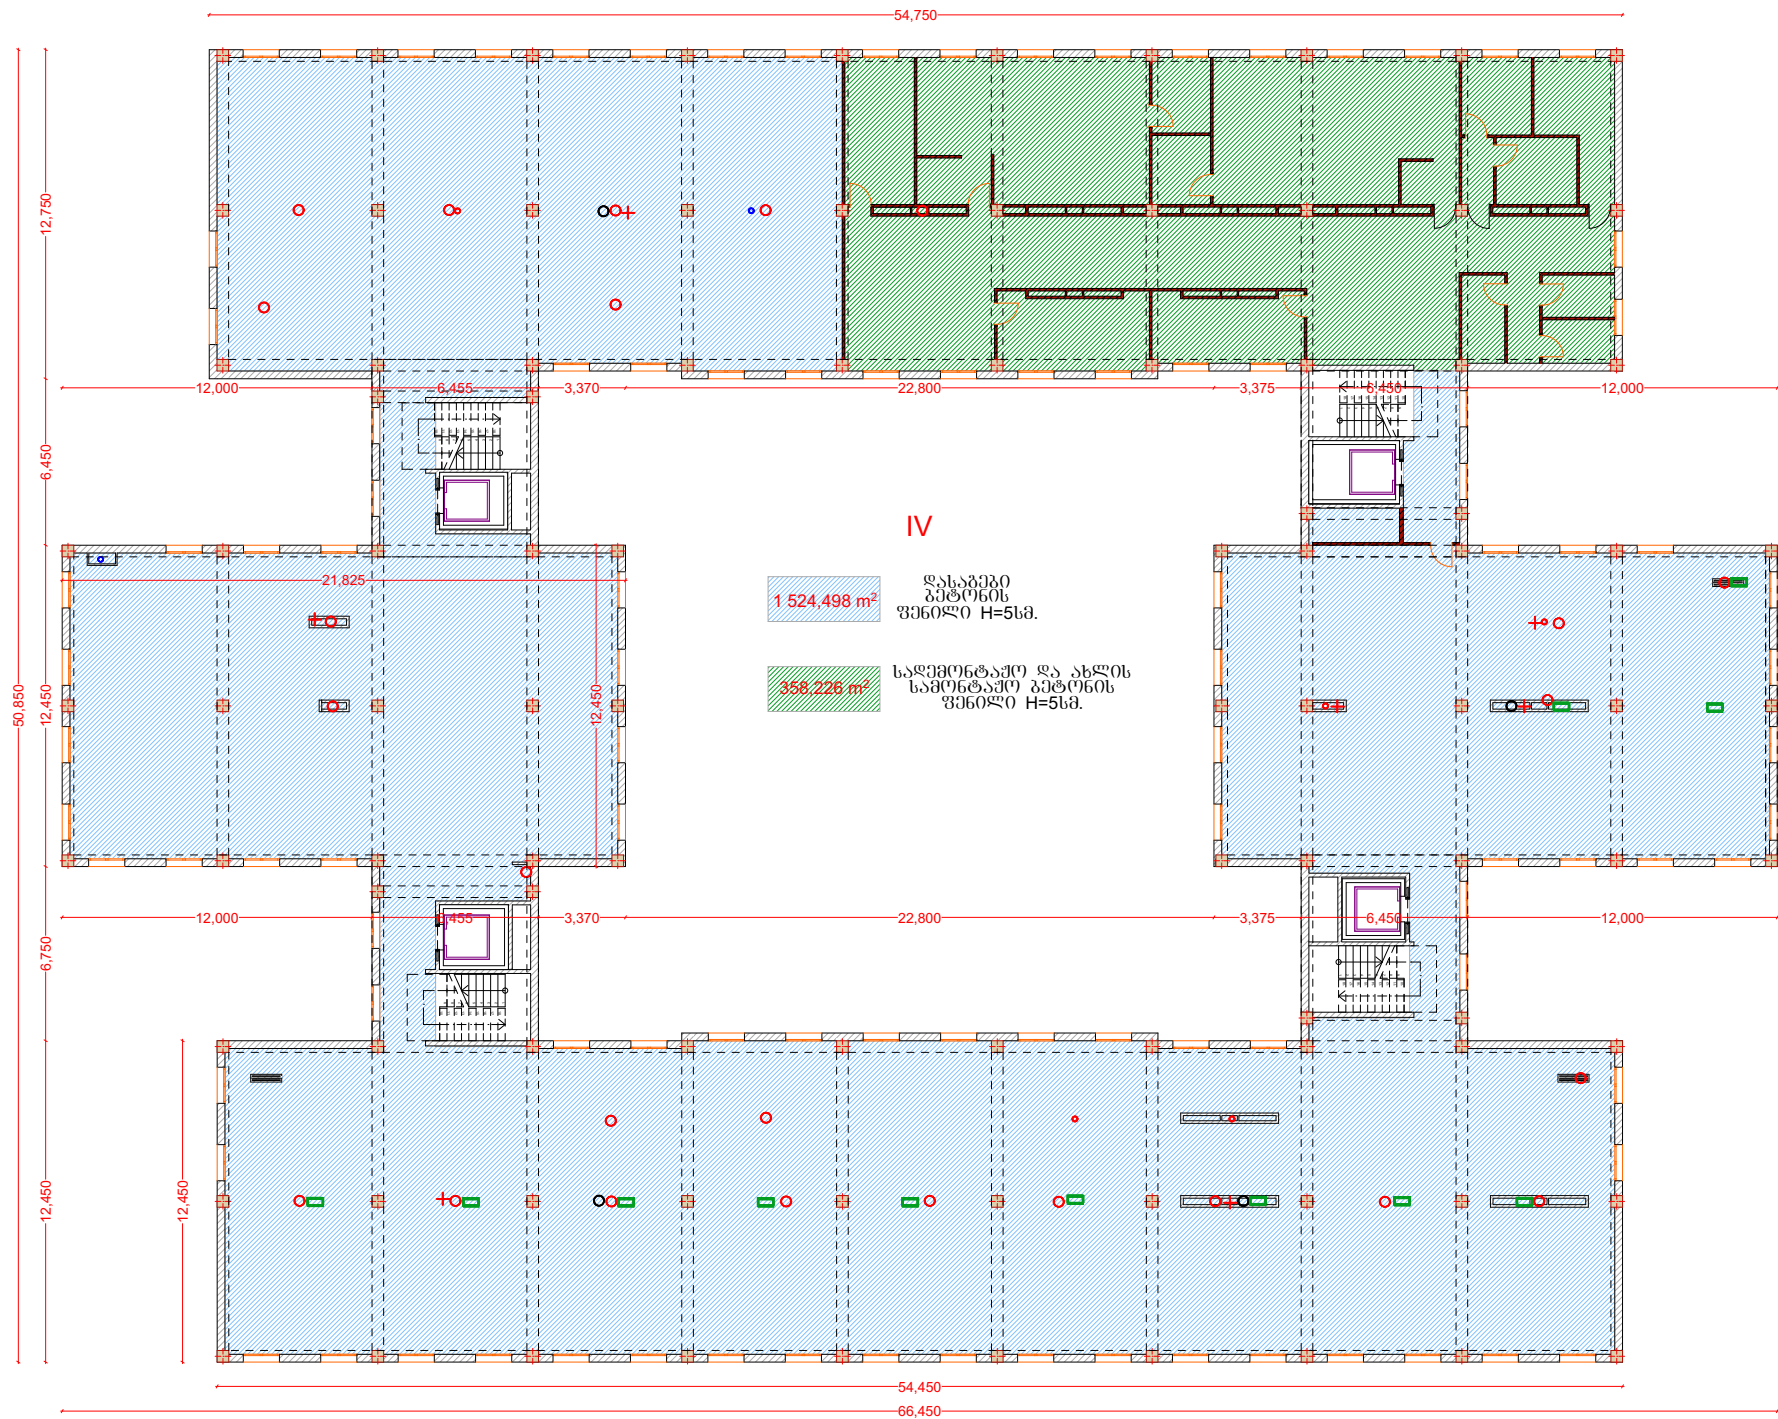 54,750
12,750
12,000 6,455 3,370 22,800 3,375 6,450 12,000
6,450
IV
21,825
დასაგები
ბეტონის
ფენილი H=5სმ.
1 524,498 m²
სადემონტაჟო და ახლის
სამონტაჟო ბეტონის
ფენილი H=5სმ.
358,226 m²
50,850
12,450
12,450
12,000 6,455 3,370 22,800 3,375 6,450 12,000
6,750
12,450
12,450
54,450
66,450